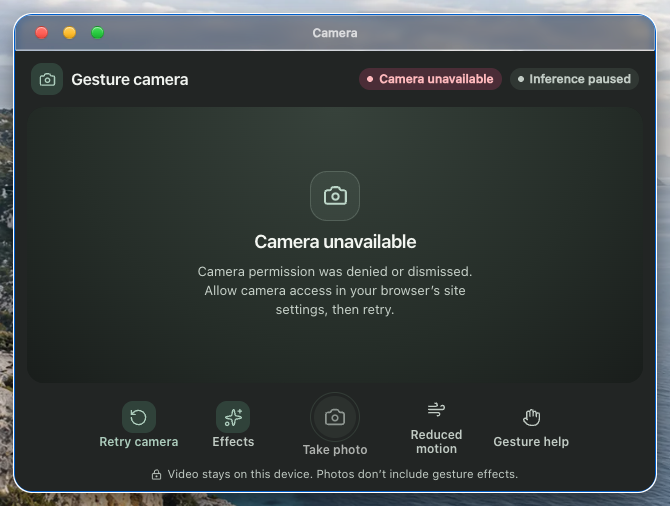 Camera
Gesture camera
Camera unavailable
Inference paused
Camera unavailable
Camera permission was denied or dismissed.
Allow camera access in your browser’s site
settings, then retry.
Retry camera
Effects
Take photo
Reduced
motion
Gesture help
Video stays on this device. Photos don’t include gesture effects.